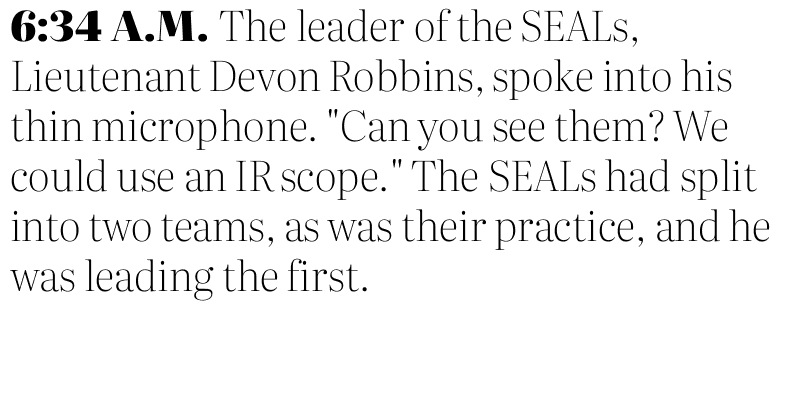 6:34 A.M. The leader of the SEALs,
Lieutenant Devon Robbins, spoke into his
thin microphone. "Can you see them? We
could use an IR scope." The SEALs had split
into two teams, as was their practice, and he
was leading the first.